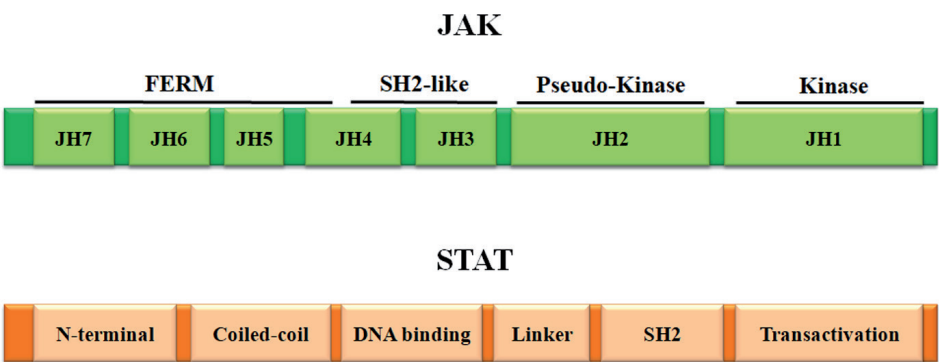 JAK
FERM SH2-like Pseudo-Kinase Kinase
JH7 JH6 JH5 JH4 JH3 JH2 JH1
STAT
N-terminal Coiled-coil DNA binding Linker SH2 Transactivation